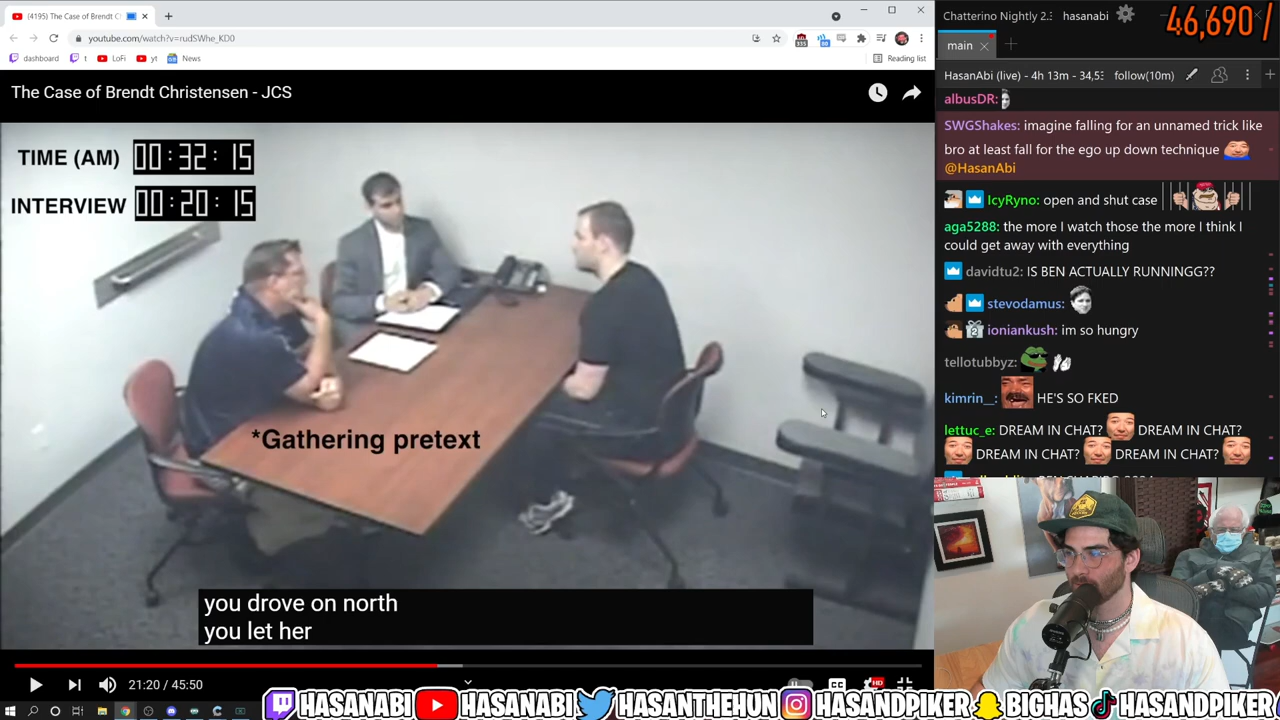 (4195) The Case of Brendt C
youtube.com/watch?v=rudSWhe_KD0
dashboard
t
LoFi
yt
News
Reading list
The Case of Brendt Christensen - JCS
TIME (AM) 00:32:15
INTERVIEW 00:20:15
*Gathering pretext
you drove on north
you let her
21:20 / 45:50
HD
Chatterino Nightly 2.
hasanabi
46,690 /
main
HasanAbi (live) - 4h 13m - 34,5
follow(10m)
albusDR:
SWGShakes: imagine falling for an unnamed trick like
bro at least fall for the ego up down technique
@HasanAbi
IcyRyno: open and shut case
aga5288: the more I watch those the more I think I
could get away with everything
davidtu2: IS BEN ACTUALLY RUNNINGG??
stevodamus:
ioniankush: im so hungry
tellotubbyz:
kimrin__: HE'S SO FKED
lettuc_e: DREAM IN CHAT? DREAM IN CHAT?
DREAM IN CHAT? DREAM IN CHAT?
HASANABI HASANABI HASANTHEHUN HASANDPIKER BIGHAS HASANDPIKER